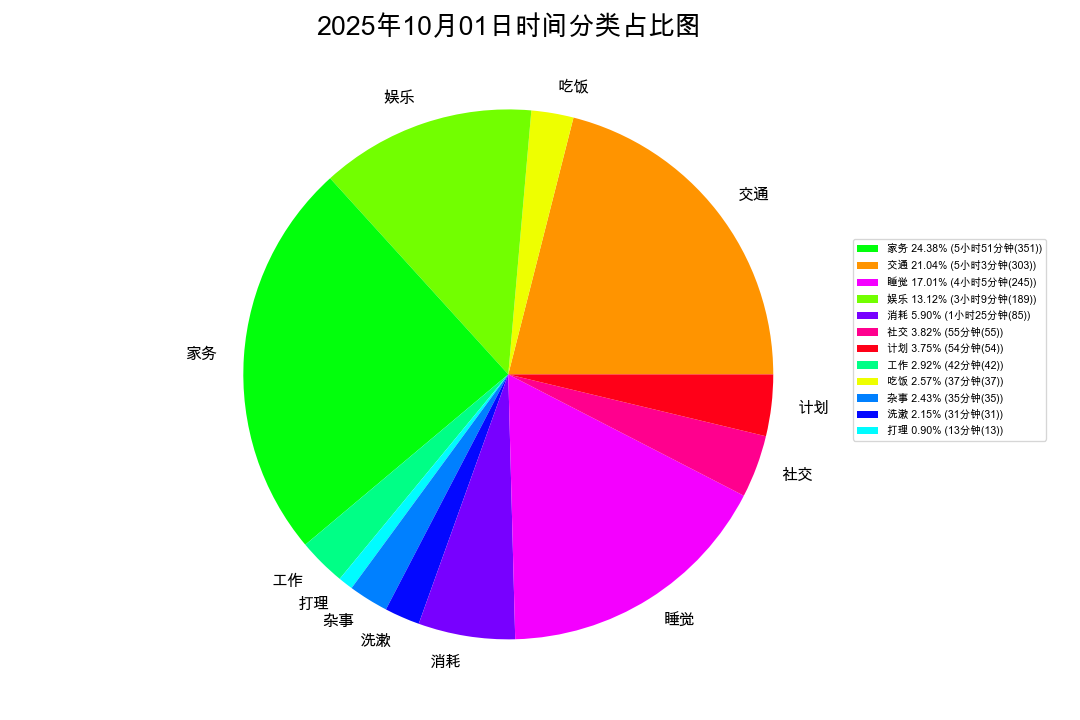 2025年10月01日时间分类占比图
吃饭
娱乐
交通
家务
计划
社交
工作
打理
杂事
洗漱
消耗
睡觉
家务 24.38% (5小时51分钟(351))
交通 21.04% (5小时3分钟(303))
睡觉 17.01% (4小时5分钟(245))
娱乐 13.12% (3小时9分钟(189))
消耗 5.90% (1小时25分钟(85))
社交 3.82% (55分钟(55))
计划 3.75% (54分钟(54))
工作 2.92% (42分钟(42))
吃饭 2.57% (37分钟(37))
杂事 2.43% (35分钟(35))
洗漱 2.15% (31分钟(31))
打理 0.90% (13分钟(13))